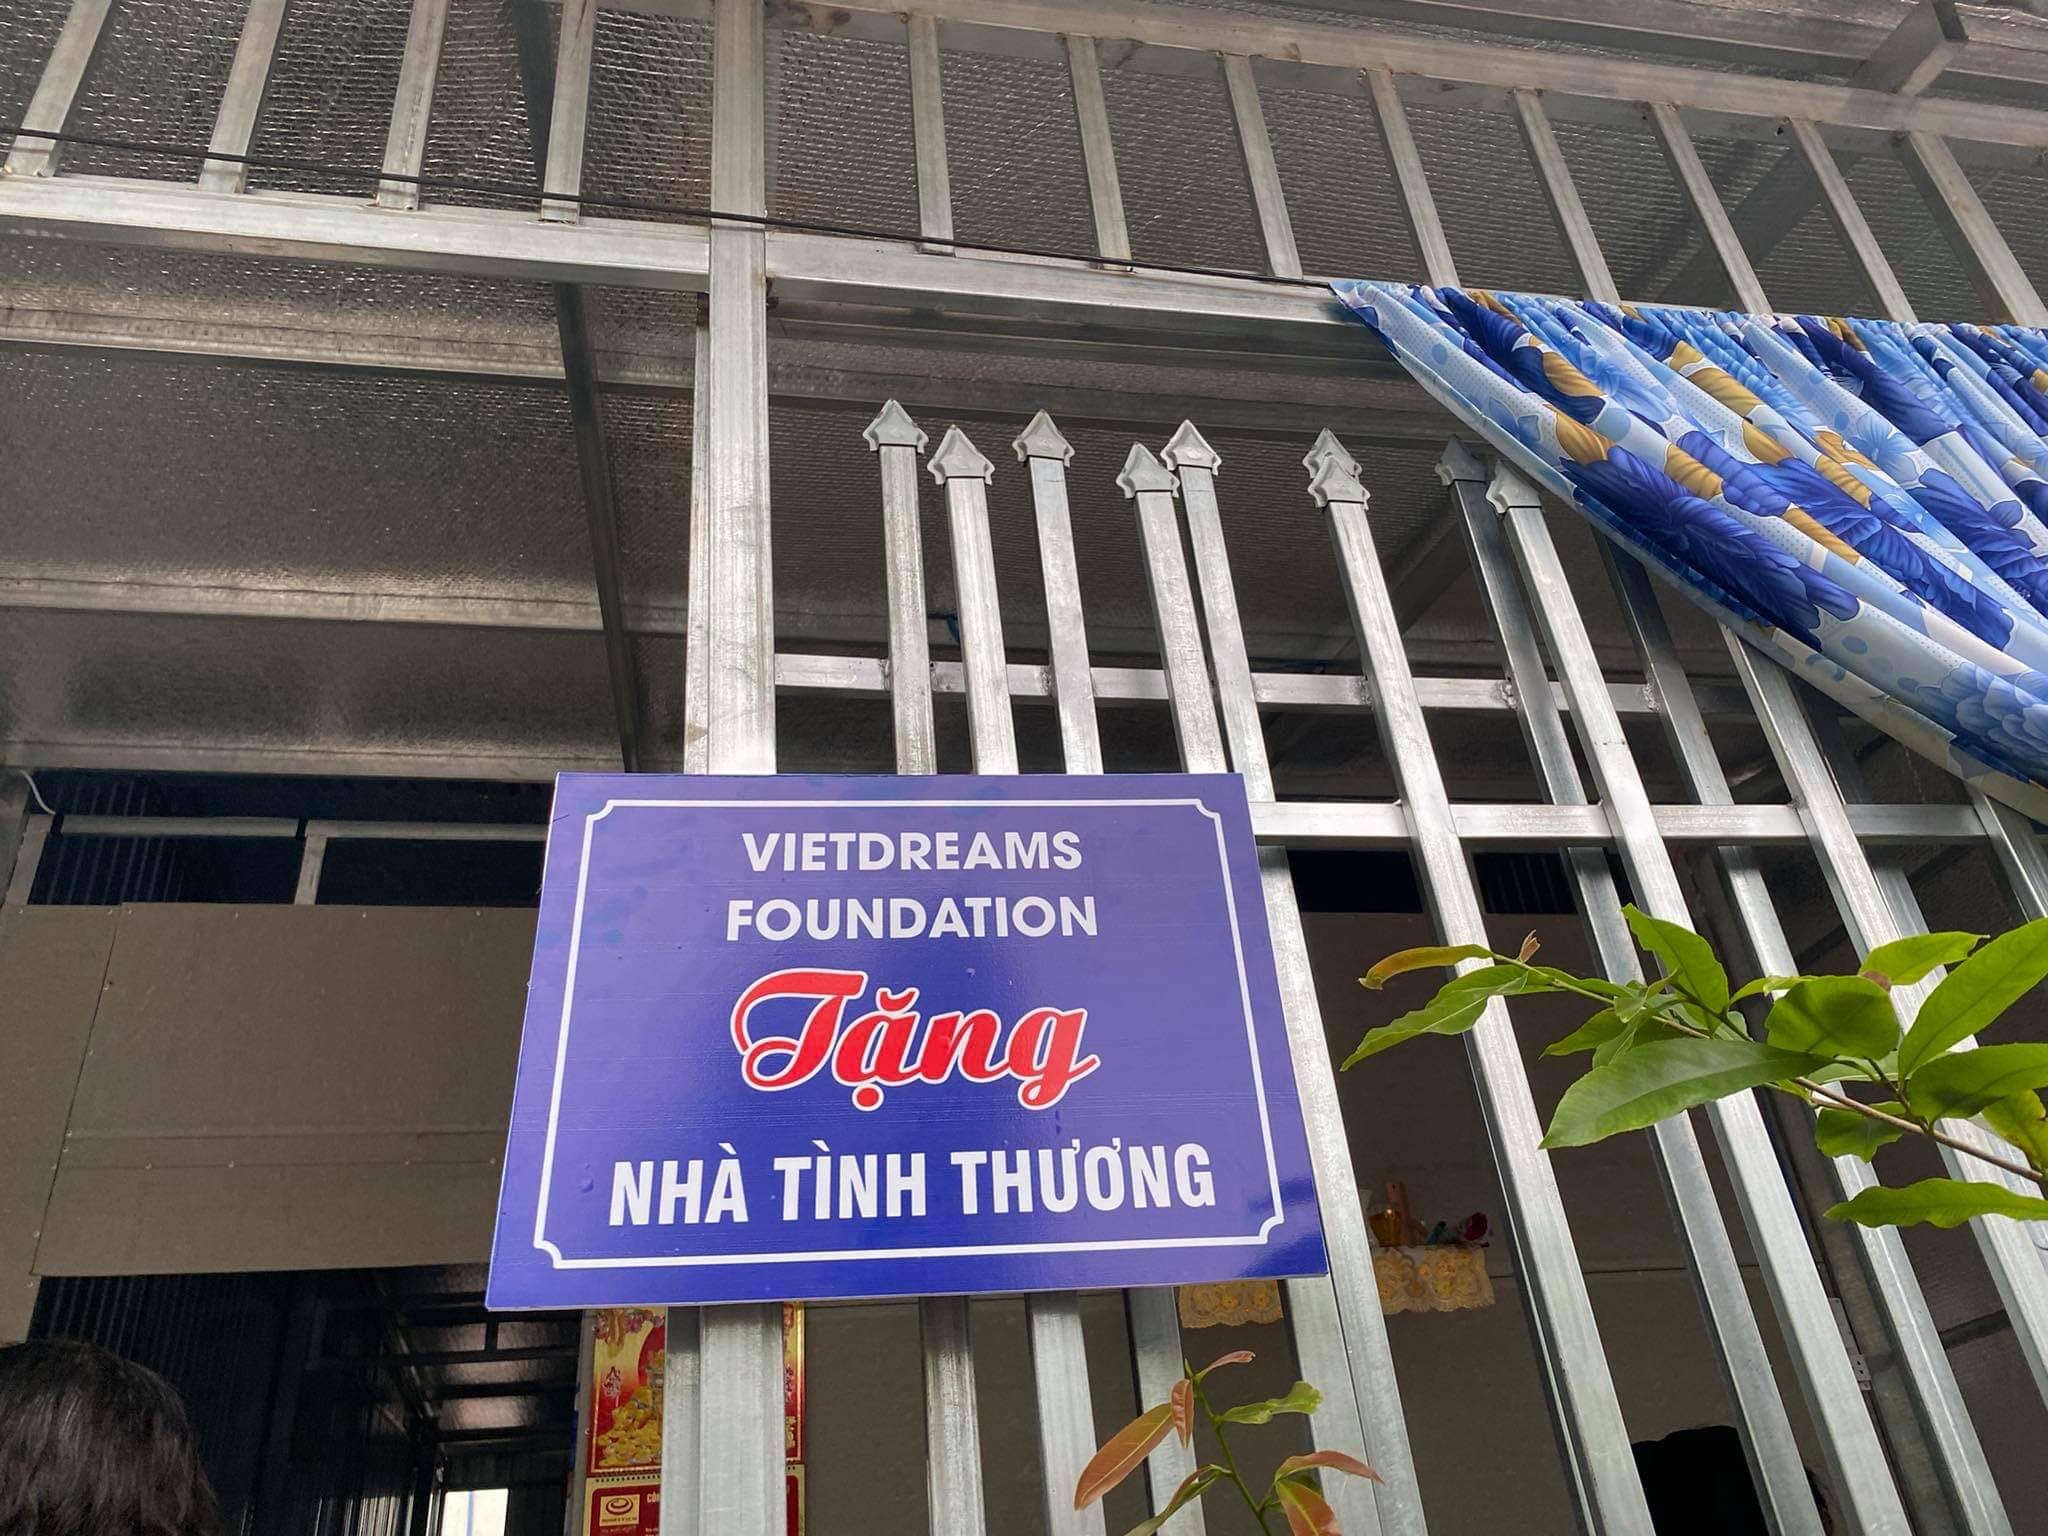 VIETDREAMS
FOUNDATION
Tặng
NHÀ TÌNH THƯƠNG